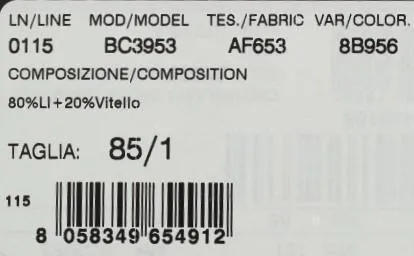 LN/LINE MOD/MODEL TES./FABRIC VAR/COLOR.
0115 BC3953 AF653 8B956
COMPOSIZIONE/COMPOSITION
80%LI+20%Vitello
TAGLIA: 85/1
115
8 058349 654912